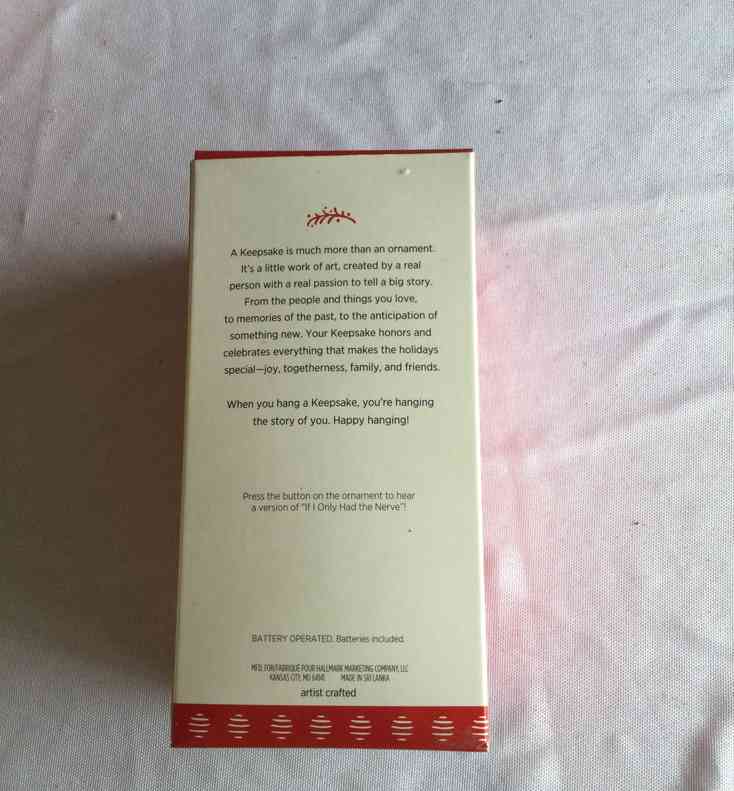 A Keepsake is much more than an ornament.
It's a little work of art, created by a real
person with a real passion to tell a big story.
From the people and things you love,
to memories of the past, to the anticipation of
something new. Your Keepsake honors and
celebrates everything that makes the holidays
special—joy, togetherness, family, and friends.
When you hang a Keepsake, you're hanging
the story of you. Happy hanging!
Press the button on the ornament to hear
a version of "If I Only Had the Nerve"!
BATTERY OPERATED. Batteries included.
MFD. FOR/FABRIQUÉ POUR HALLMARK MARKETING COMPANY, LLC
KANSAS CITY, MO 64141 MADE IN SRI LANKA
artist crafted